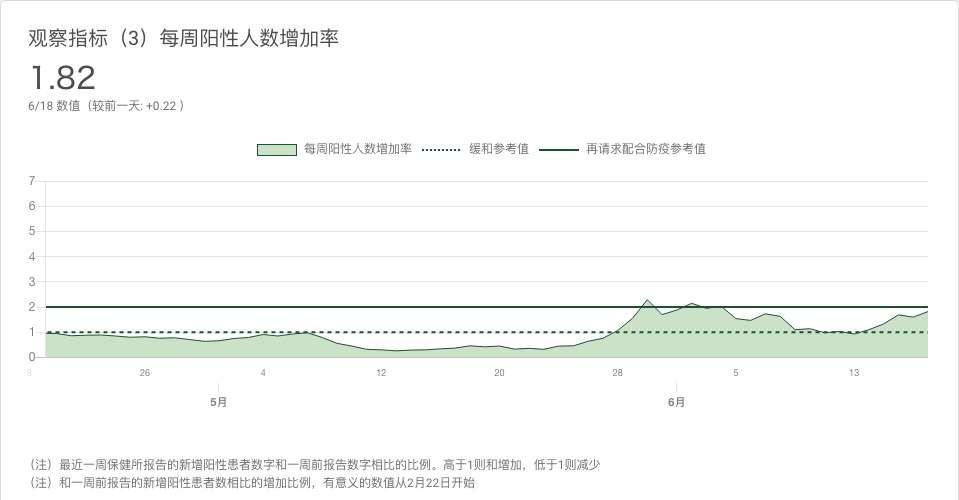 观察指标（3）每周阳性人数增加率
1.82
6/18 数值（较前一天: +0.22 ）
每周阳性人数增加率 缓和参考值 再请求配合防疫参考值
7
6
5
4
3
2
1
0
26 4 12 20 28 5 13
5月 6月
（注）最近一周保健所报告的新增阳性患者数字和一周前报告数字相比的比例。高于1则和增加，低于1则减少
（注）和一周前报告的新增阳性患者数相比的增加比例，有意义的数值从2月22日开始